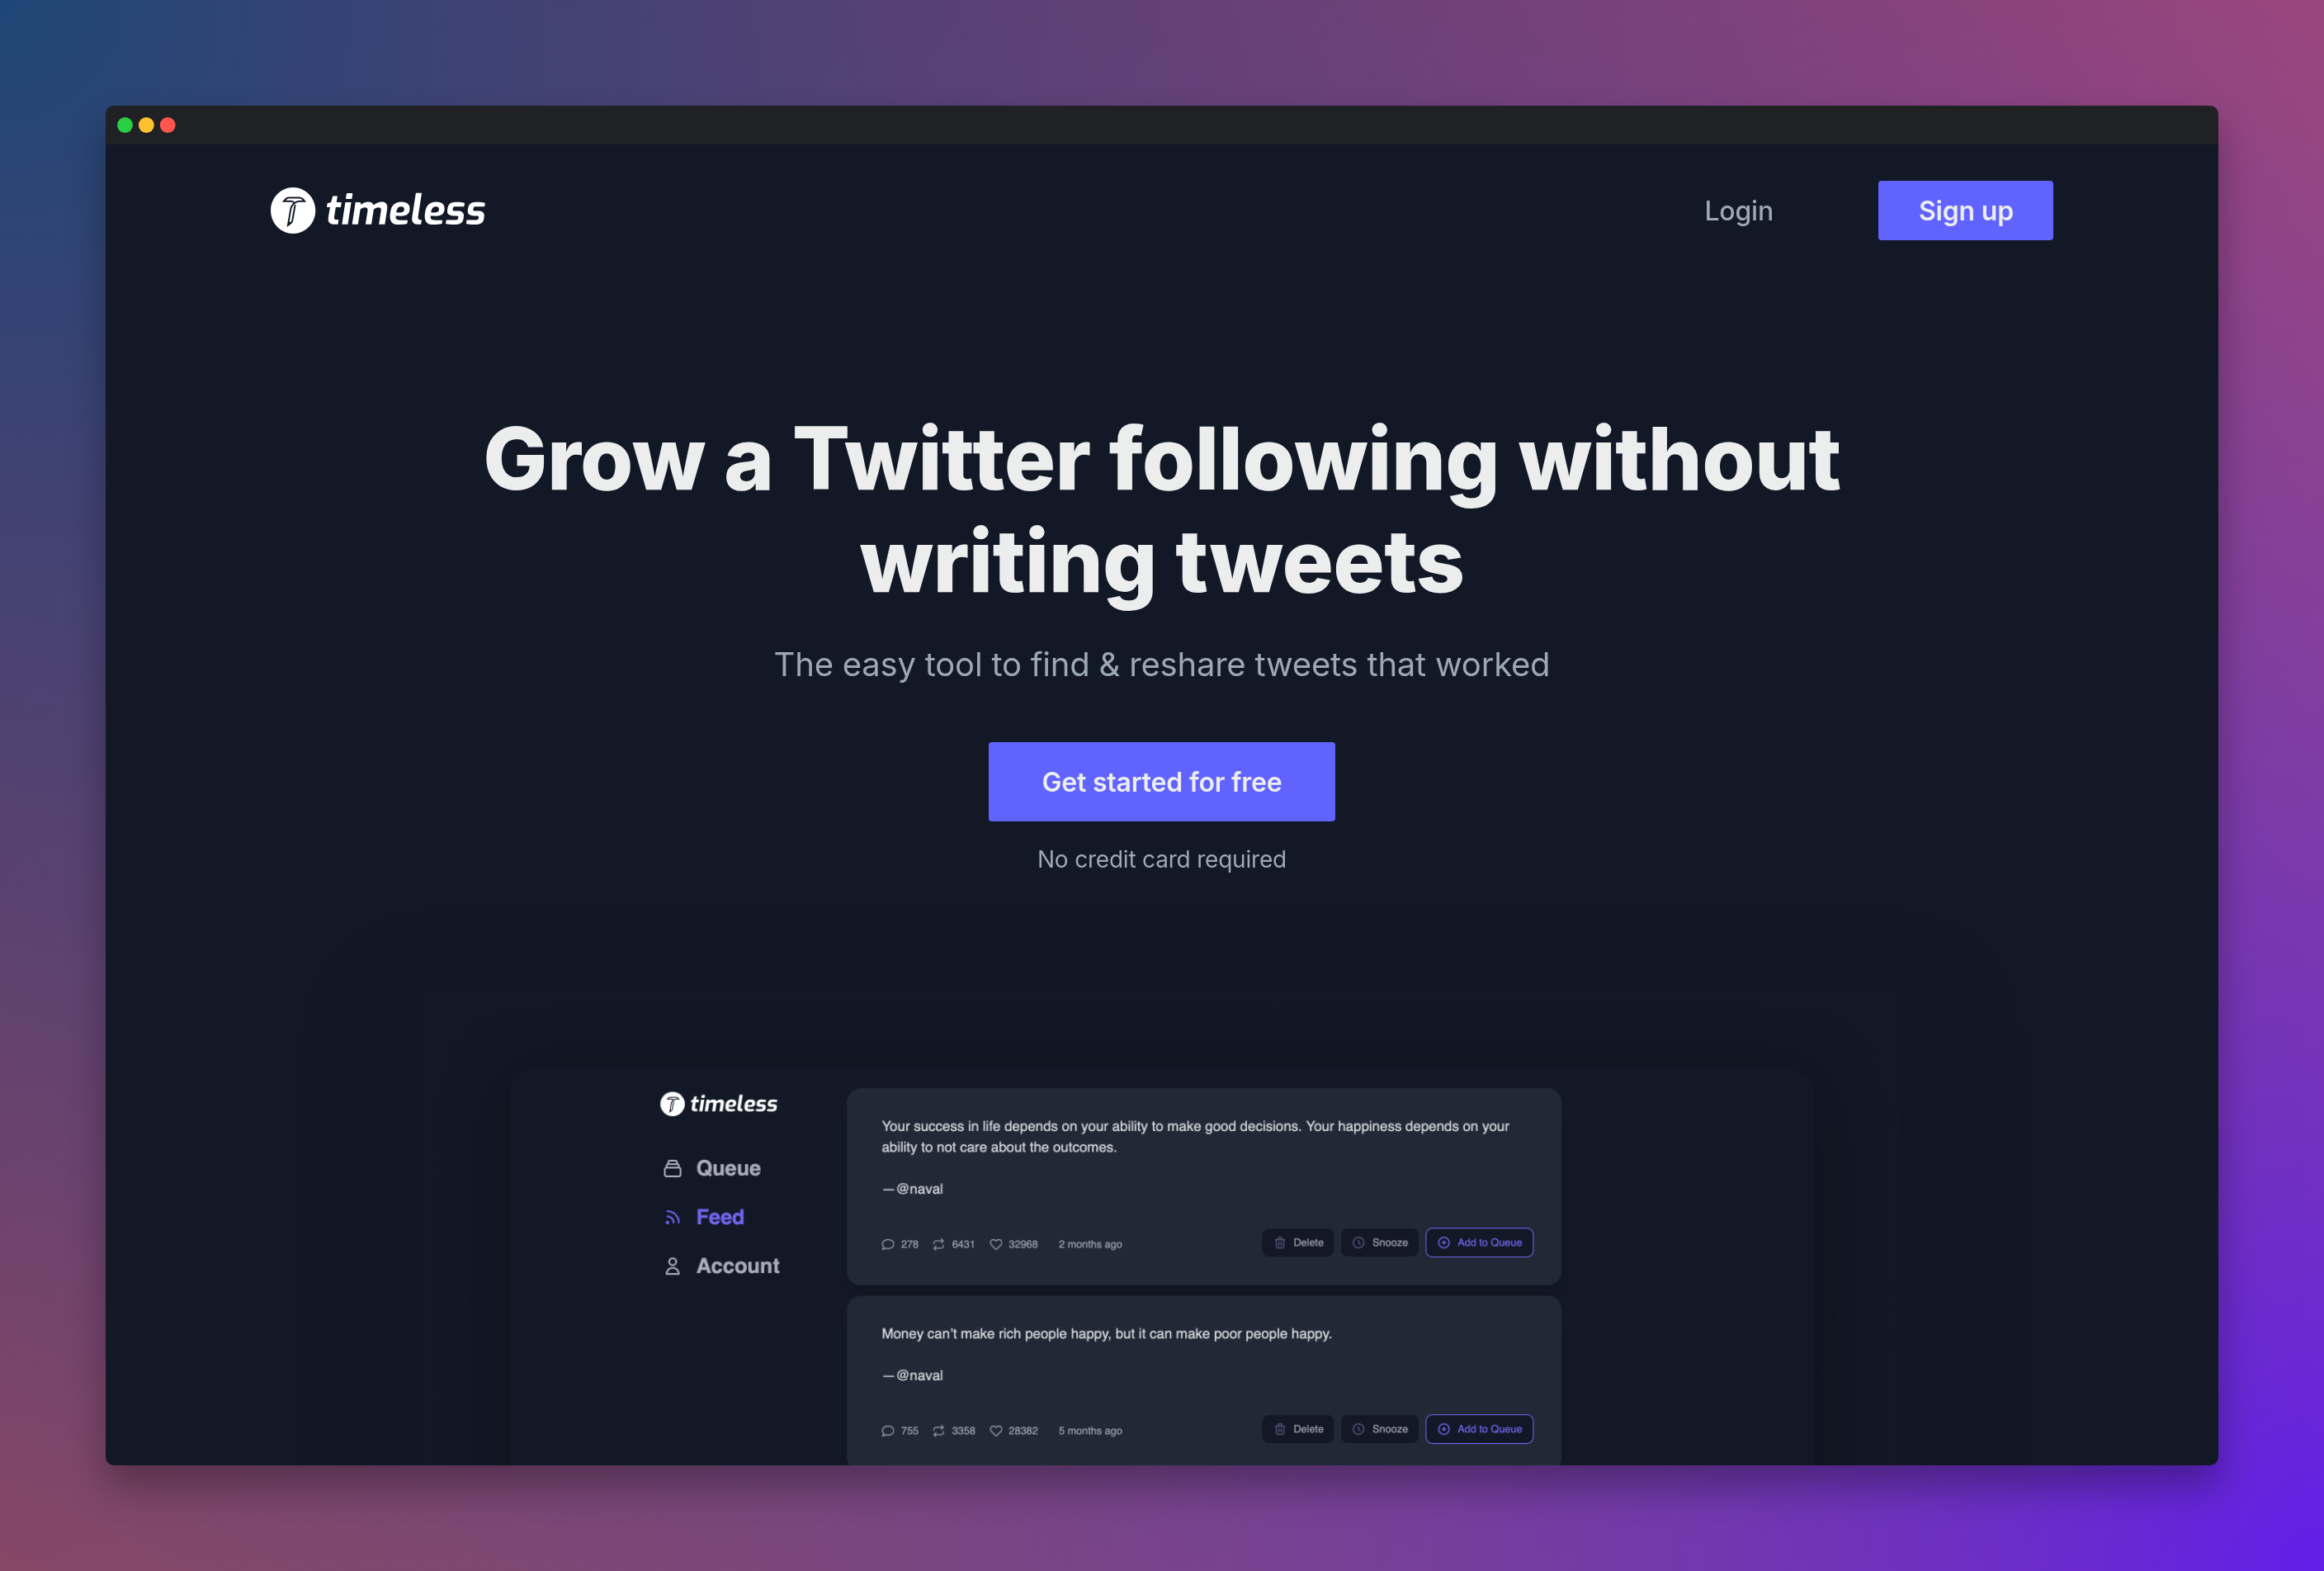 timeless
Login
Sign up
Grow a Twitter following without
writing tweets
The easy tool to find & reshare tweets that worked
Get started for free
No credit card required
timeless
Queue
Feed
Account
Your success in life depends on your ability to make good decisions. Your happiness depends on your
ability to not care about the outcomes.
—@naval
278 6431 32968 2 months ago Delete Snooze Add to Queue
Money can't make rich people happy, but it can make poor people happy.
—@naval
755 3358 28382 5 months ago Delete Snooze Add to Queue